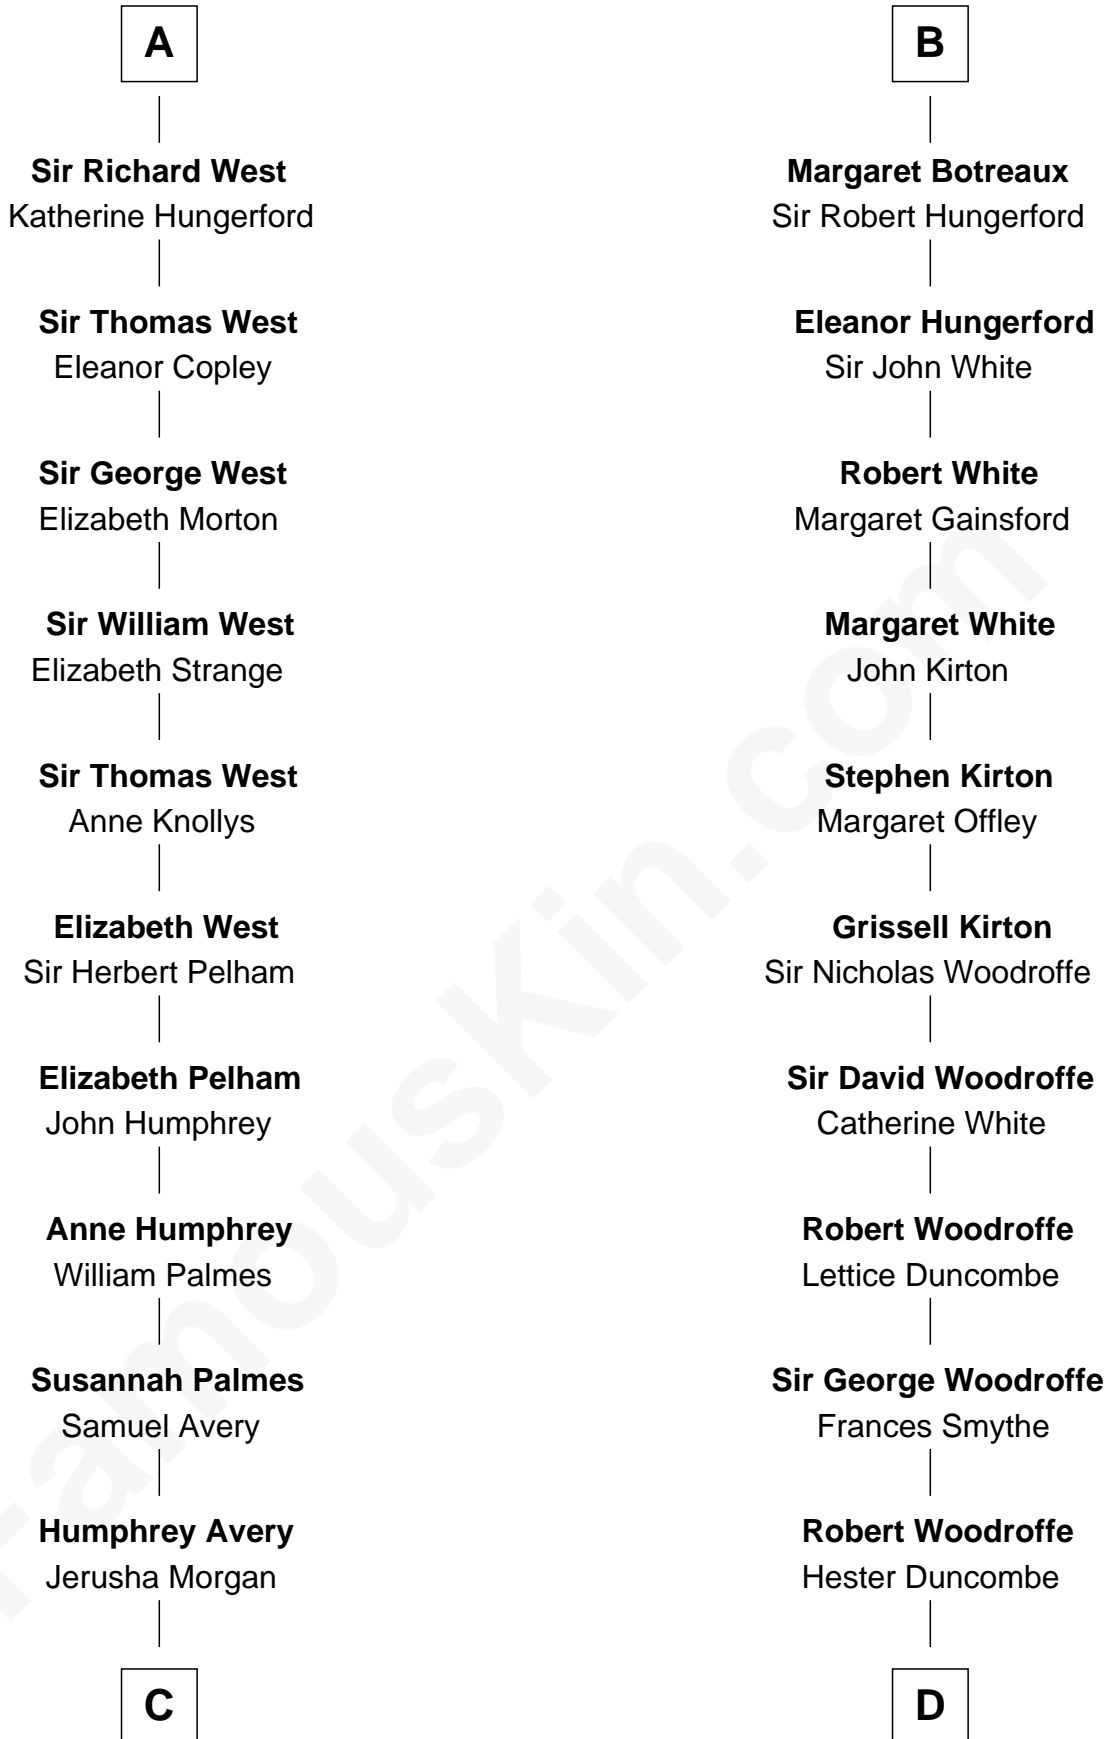 A
Sir Richard West
Katherine Hungerford
Sir Thomas West
Eleanor Copley
Sir George West
Elizabeth Morton
Sir William West
Elizabeth Strange
Sir Thomas West
Anne Knollys
Elizabeth West
Sir Herbert Pelham
Elizabeth Pelham
John Humphrey
Anne Humphrey
William Palmes
Susannah Palmes
Samuel Avery
Humphrey Avery
Jerusha Morgan
C
B
Margaret Botreaux
Sir Robert Hungerford
Eleanor Hungerford
Sir John White
Robert White
Margaret Gainsford
Margaret White
John Kirton
Stephen Kirton
Margaret Offley
Grissell Kirton
Sir Nicholas Woodroffe
Sir David Woodroffe
Catherine White
Robert Woodroffe
Lettice Duncombe
Sir George Woodroffe
Frances Smythe
Robert Woodroffe
Hester Duncombe
D
FamousKin.com